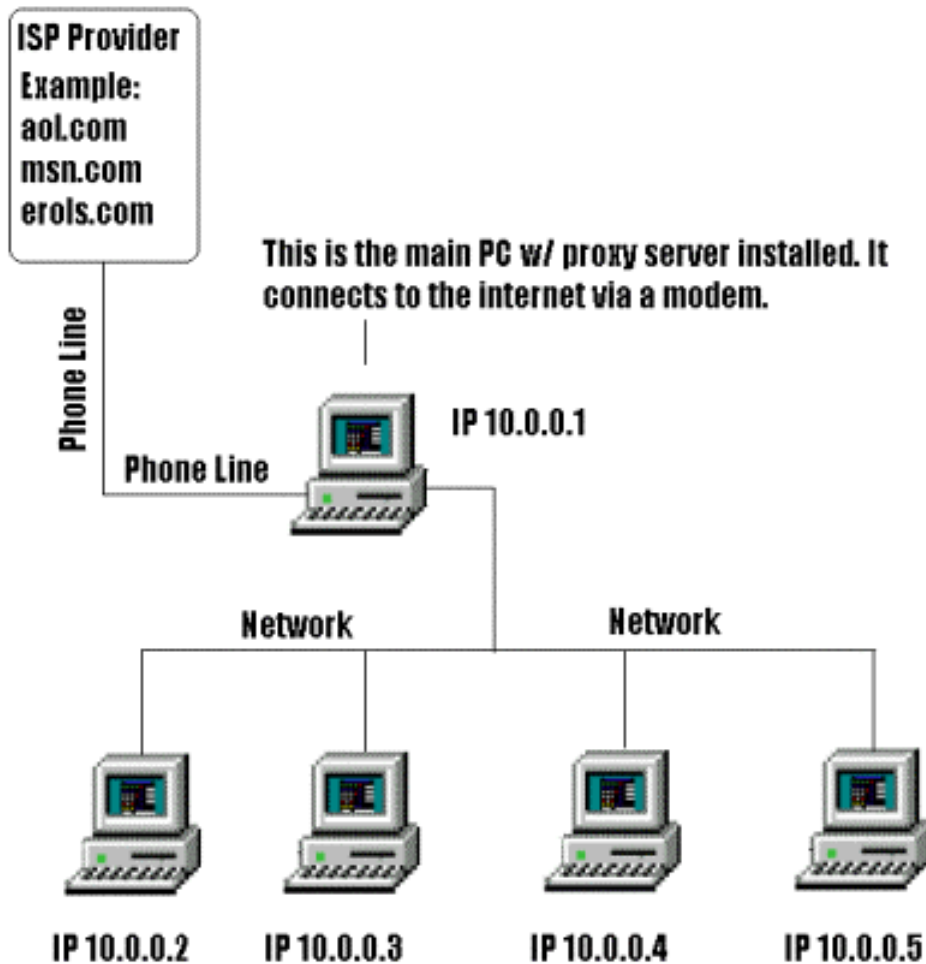 ISP Provider
Example:
aol.com
msn.com
erols.com
This is the main PC w/ proxy server installed. It
connects to the internet via a modem.
Phone Line
IP 10.0.0.1
Phone Line
Network
Network
IP 10.0.0.2
IP 10.0.0.3
IP 10.0.0.4
IP 10.0.0.5